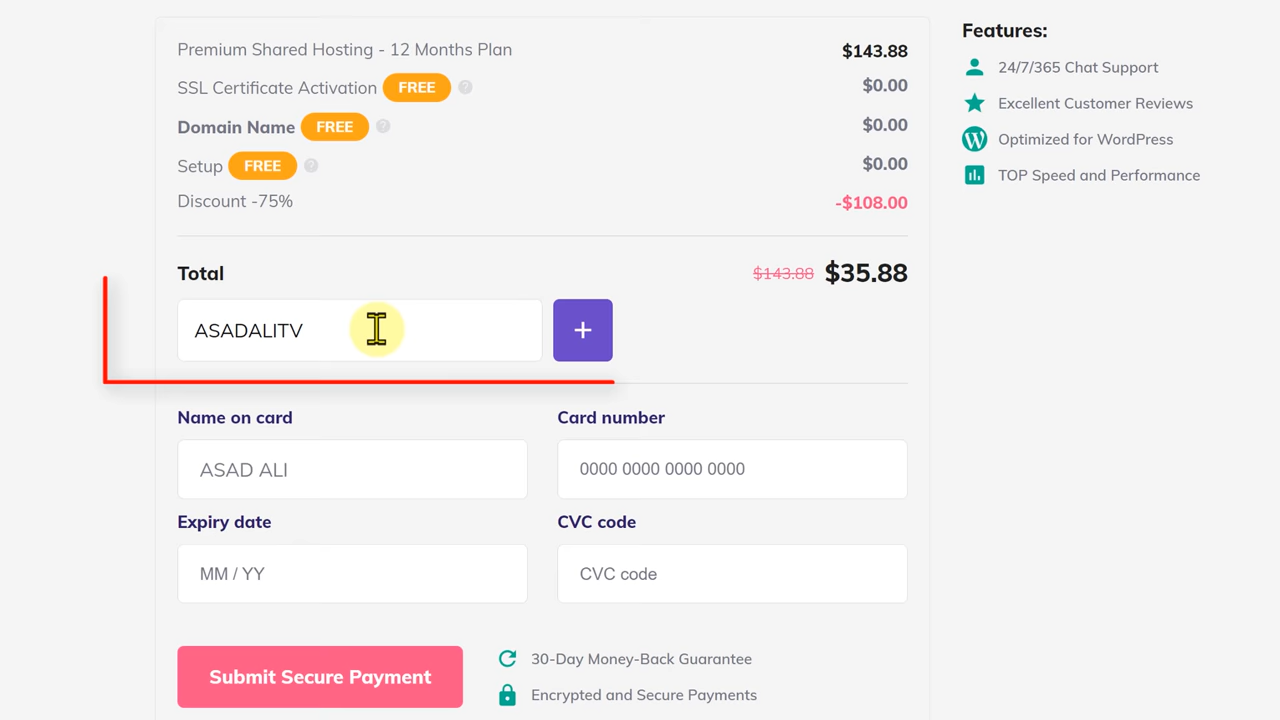 Premium Shared Hosting - 12 Months Plan $143.88
SSL Certificate Activation FREE ? $0.00
Domain Name FREE ? $0.00
Setup FREE ? $0.00
Discount -75% -$108.00
Total $143.88 $35.88
ASADALITV +
Name on card Card number
ASAD ALI 0000 0000 0000 0000
Expiry date CVC code
MM / YY CVC code
Submit Secure Payment
30-Day Money-Back Guarantee
Encrypted and Secure Payments
Features:
24/7/365 Chat Support
Excellent Customer Reviews
Optimized for WordPress
TOP Speed and Performance